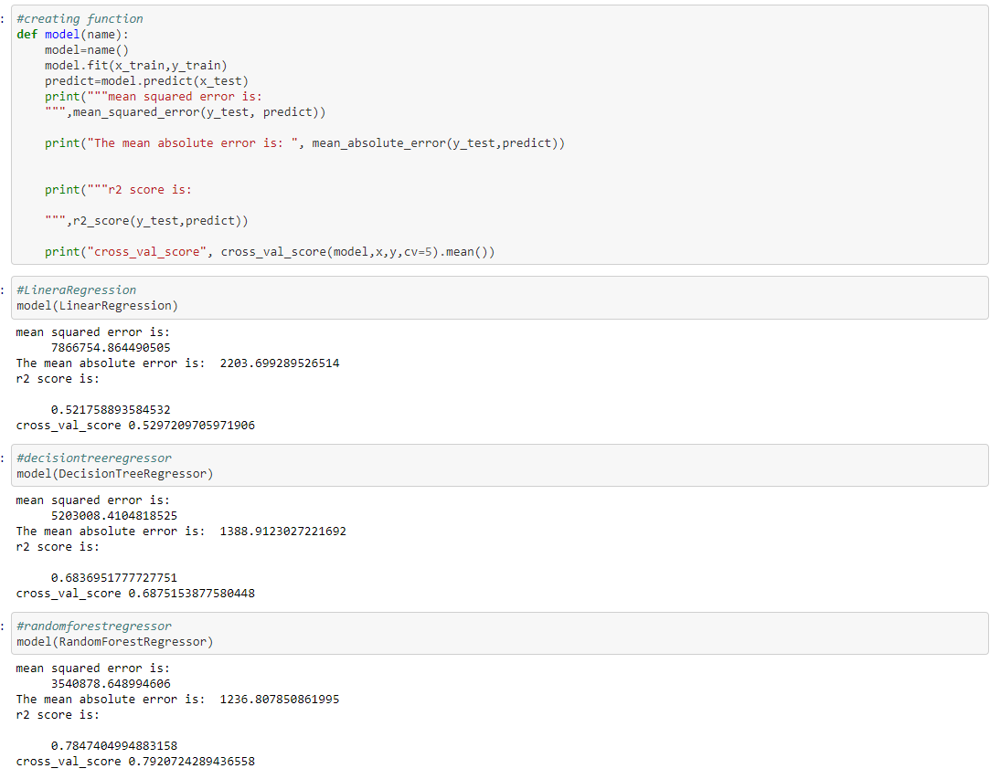 :
#creating function
def model(name):
    model=name()
    model.fit(x_train,y_train)
    predict=model.predict(x_test)
    print("""mean squared error is:
    """,mean_squared_error(y_test, predict))
    print("The mean absolute error is: ", mean_absolute_error(y_test,predict))
    print("""r2 score is:
    """,r2_score(y_test,predict))
    print("cross_val_score", cross_val_score(model,x,y,cv=5).mean())
:
#LineraRegression
model(LinearRegression)
mean squared error is:
     7866754.864490505
The mean absolute error is:  2203.699289526514
r2 score is:
     0.521758893584532
cross_val_score 0.5297209705971906
:
#decisiontreeregressor
model(DecisionTreeRegressor)
mean squared error is:
     5203008.4104818525
The mean absolute error is:  1388.9123027221692
r2 score is:
     0.6836951777727751
cross_val_score 0.6875153877580448
:
#randomforestregressor
model(RandomForestRegressor)
mean squared error is:
     3540878.648994606
The mean absolute error is:  1236.807850861995
r2 score is:
     0.7847404994883158
cross_val_score 0.7920724289436558